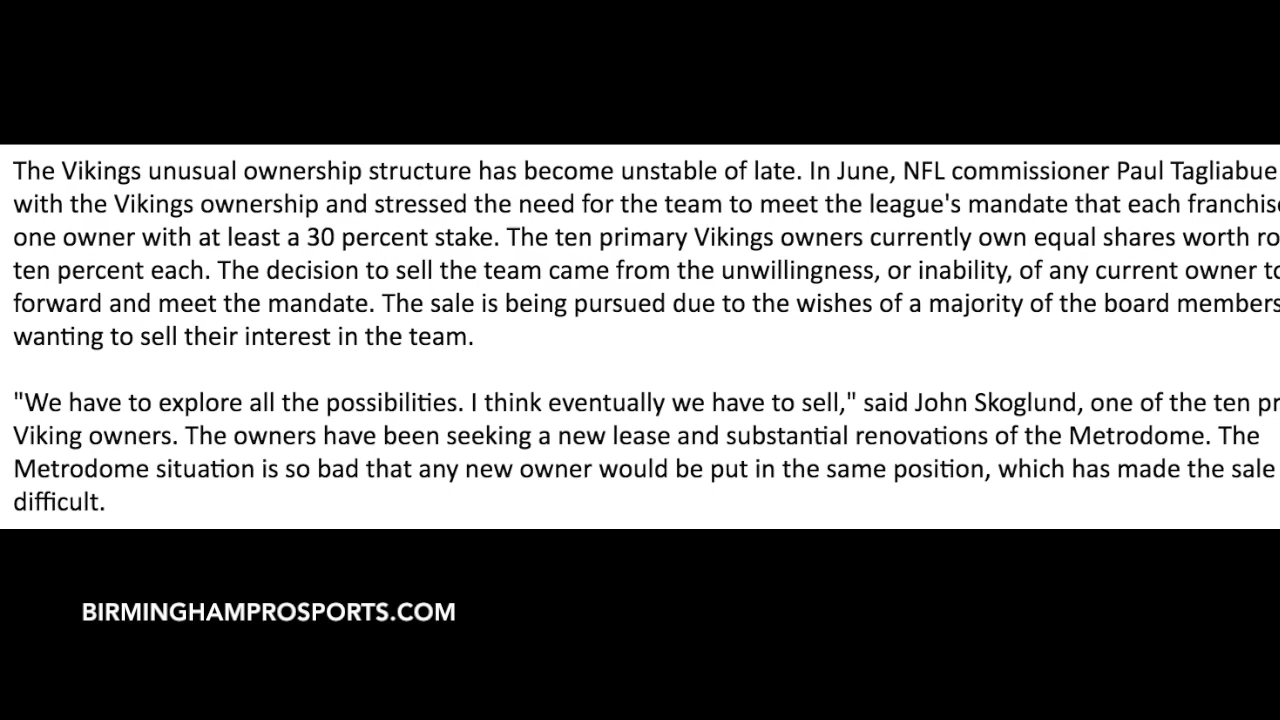 The Vikings unusual ownership structure has become unstable of late. In June, NFL commissioner Paul Tagliabue
with the Vikings ownership and stressed the need for the team to meet the league's mandate that each
one owner with at least a 30 percent stake. The ten primary Vikings owners currently own equal shares worth
ten percent each. The decision to sell the team came from the unwillingness, or inability, of any current owner
forward and meet the mandate. The sale is being pursued due to the wishes of a majority of the board members
wanting to sell their interest in the team.
"We have to explore all the possibilities. I think eventually we have to sell," said John Skoglund, one of the ten
Viking owners. The owners have been seeking a new lease and substantial renovations of the Metrodome. The
Metrodome situation is so bad that any new owner would be put in the same position, which has made the sale
difficult.
BIRMINGHAMPROSPORTS.COM